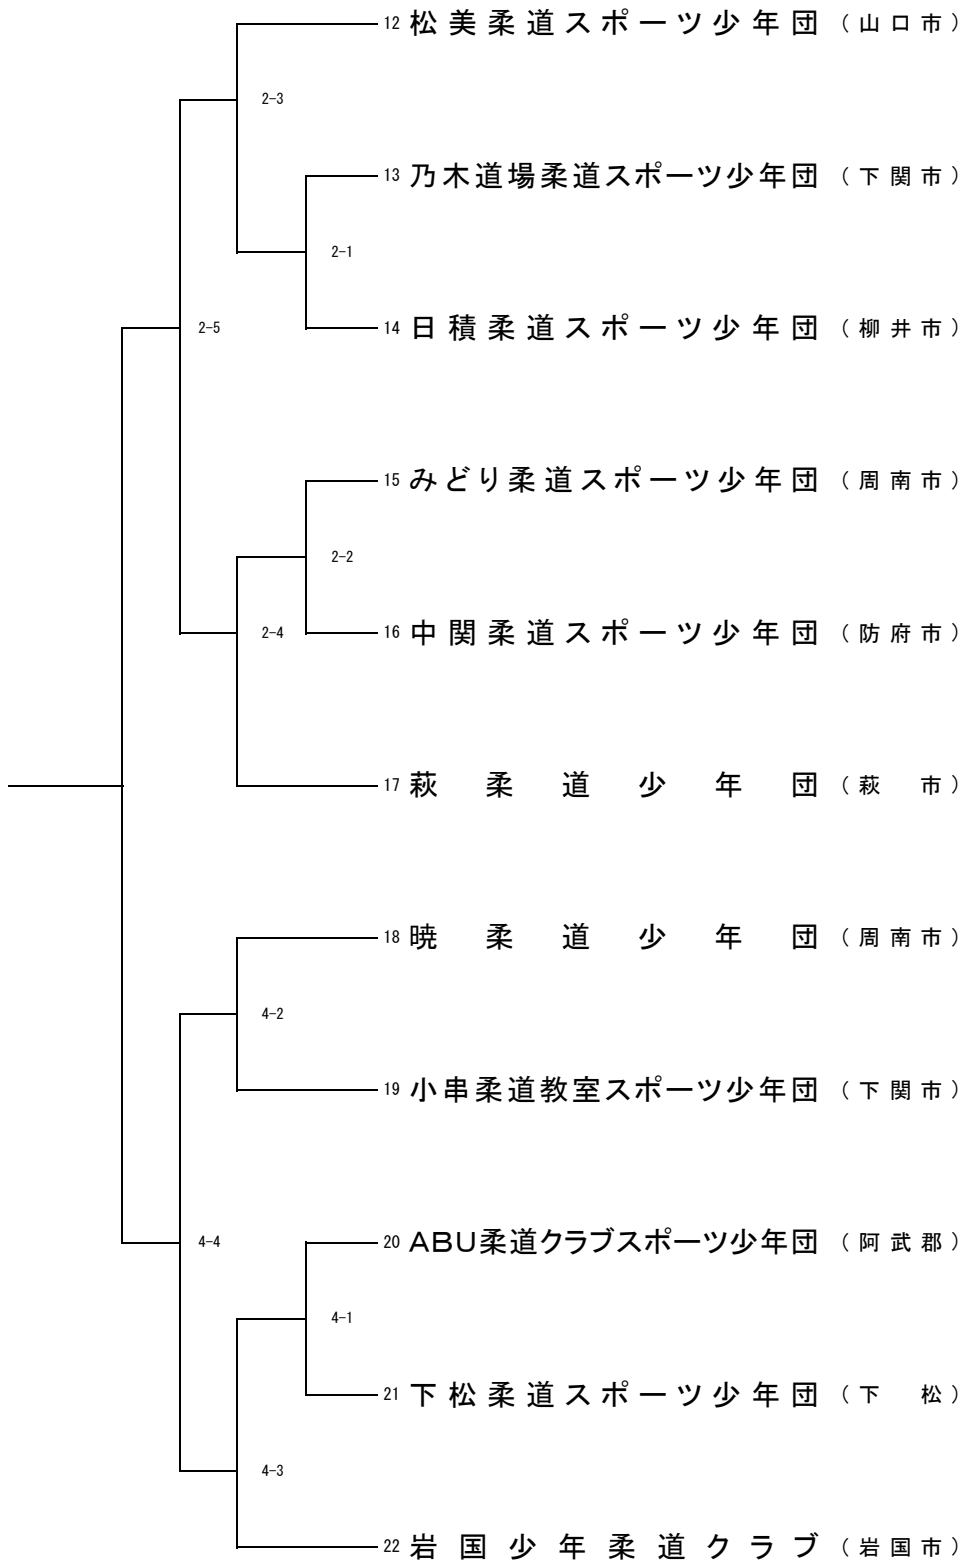 12 松美柔道スポーツ少年団 （山口市）
2-3
13 乃木道場柔道スポーツ少年団 （下関市）
2-1
2-5
14 日積柔道スポーツ少年団 （柳井市）
15 みどり柔道スポーツ少年団 （周南市）
2-2
2-4
16 中関柔道スポーツ少年団 （防府市）
17 萩柔道少年団 （萩市）
18 暁柔道少年団 （周南市）
4-2
19 小串柔道教室スポーツ少年団 （下関市）
4-4
20 ABU柔道クラブスポーツ少年団 （阿武郡）
4-1
21 下松柔道スポーツ少年団 （下松）
4-3
22 岩国少年柔道クラブ （岩国市）